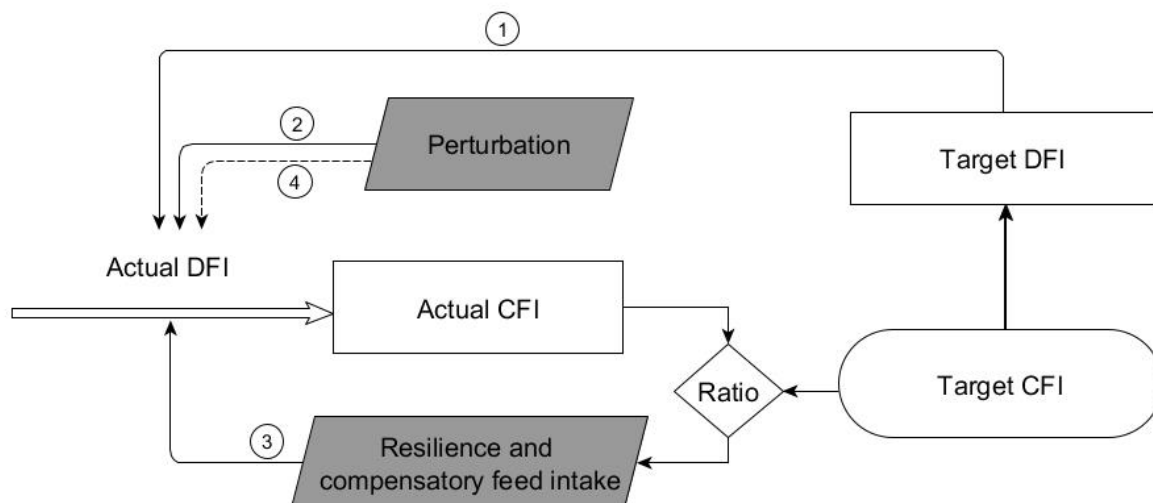 1
2
Perturbation
4
Target DFI
Actual DFI
Actual CFI
Ratio
Target CFI
3
Resilience and
compensatory feed intake